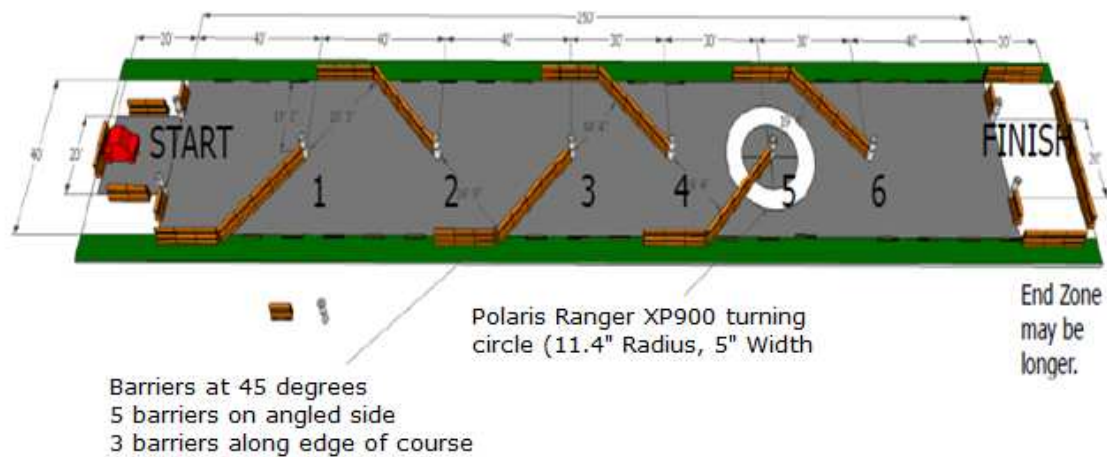 250'
20' 40' 40' 40' 30' 30' 30' 40'
40'
20'
START
FINISH
1 2 3 4 5 6
Polaris Ranger XP900 turning
circle (11.4" Radius, 5" Width
End Zone
may be
longer.
Barriers at 45 degrees
5 barriers on angled side
3 barriers along edge of course